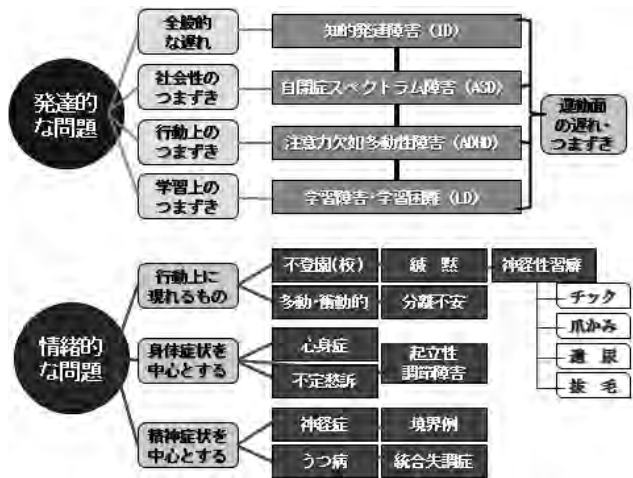 発達的
な問題
全般的
な遅れ
知的発達障害（ID）
社会性の
つまずき
自閉症スペクトラム障害（ASD）
行動上の
つまずき
注意力欠如多動性障害（ADHD）
学習上の
つまずき
学習障害・学習困難（LD）
運動面
の遅れ・
つまずき
情緒的
な問題
行動上に
現れるもの
不登園(校)
緘　黙
神経性習癖
多動・衝動的
分離不安
チック
爪かみ
遺　尿
抜　毛
身体症状を
中心とする
心身症
不定愁訴
起立性
調節障害
精神症状を
中心とする
神経症
境界例
うつ病
統合失調症